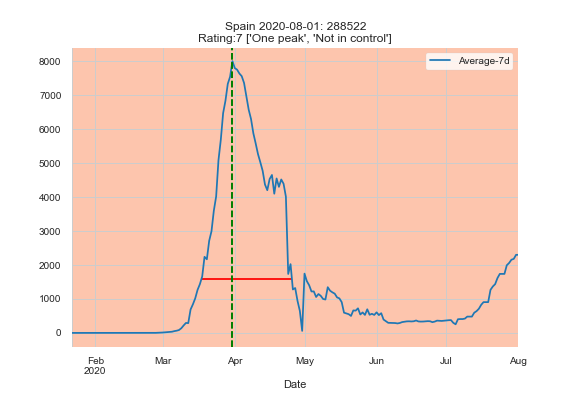 Spain 2020-08-01: 288522
Rating:7 ['One peak', 'Not in control']
Average-7d
8000
7000
6000
5000
4000
3000
2000
1000
0
Feb Mar Apr May Jun Jul Aug
2020
Date